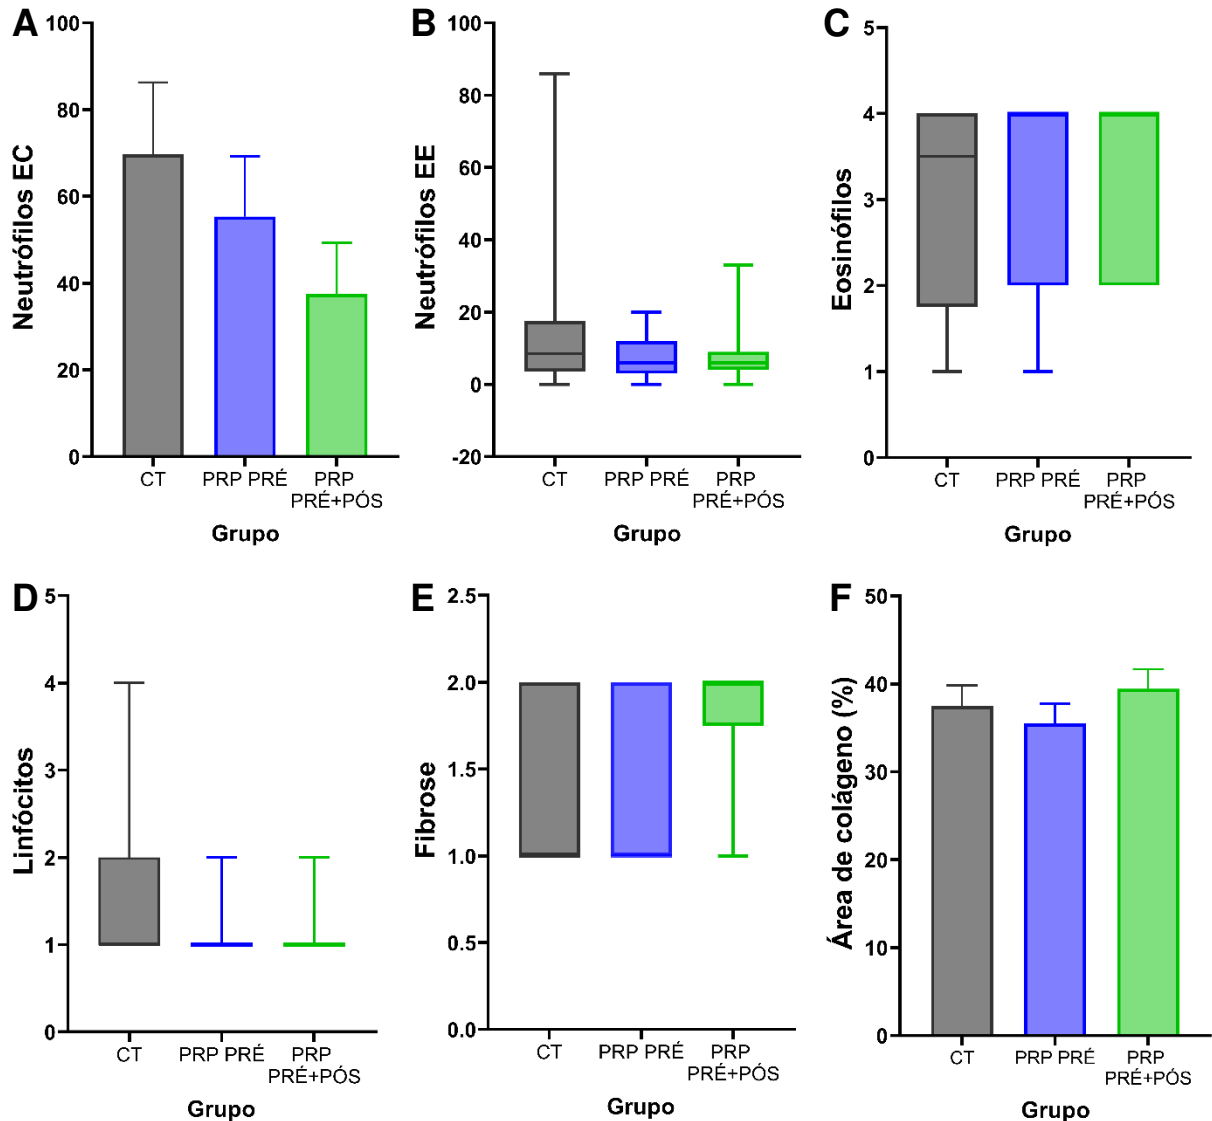 A
Neutrófilos EC
100
80
60
40
20
0
CT
PRP PRÉ
PRP
PRÉ+PÓS
Grupo
B
Neutrófilos EE
100
80
60
40
20
0
-20
CT
PRP PRÉ
PRP
PRÉ+PÓS
Grupo
C
Eosinófilos
5
4
3
2
1
0
CT
PRP PRÉ
PRP
PRÉ+PÓS
Grupo
D
Linfócitos
5
4
3
2
1
0
CT
PRP PRÉ
PRP
PRÉ+PÓS
Grupo
E
Fibrose
2.5
2.0
1.5
1.0
0.5
0.0
CT
PRP PRÉ
PRP
PRÉ+PÓS
Grupo
F
Área de colágeno (%)
50
40
30
20
10
0
CT
PRP PRÉ
PRP
PRÉ+PÓS
Grupo